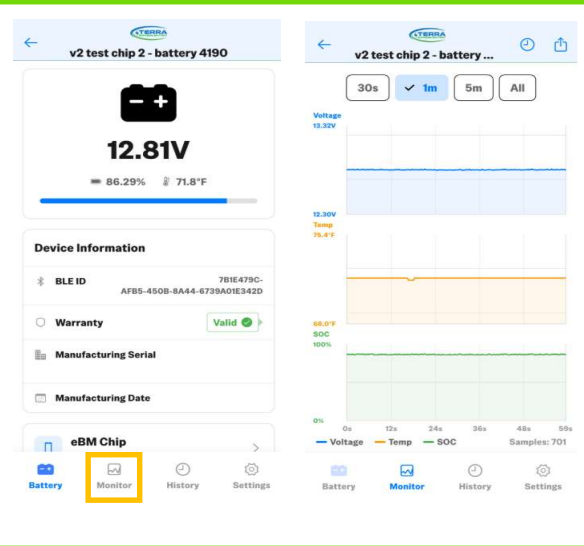 TERRA
v2 test chip 2 - battery 4190
12.81V
86.29% 71.8°F
Device Information
BLE ID
7B1E479C-
AFB5-450B-8A44-6739A01E342D
Warranty
Valid
Manufacturing Serial
Manufacturing Date
eBM Chip
Battery Monitor History Settings
TERRA
v2 test chip 2 - battery ...
30s 1m 5m All
Voltage
13.32V
12.30V
Temp
75.4°F
68.0°F
SOC
100%
0%
0s 12s 24s 36s 48s 59s
Voltage Temp SOC Samples: 701
Battery Monitor History Settings